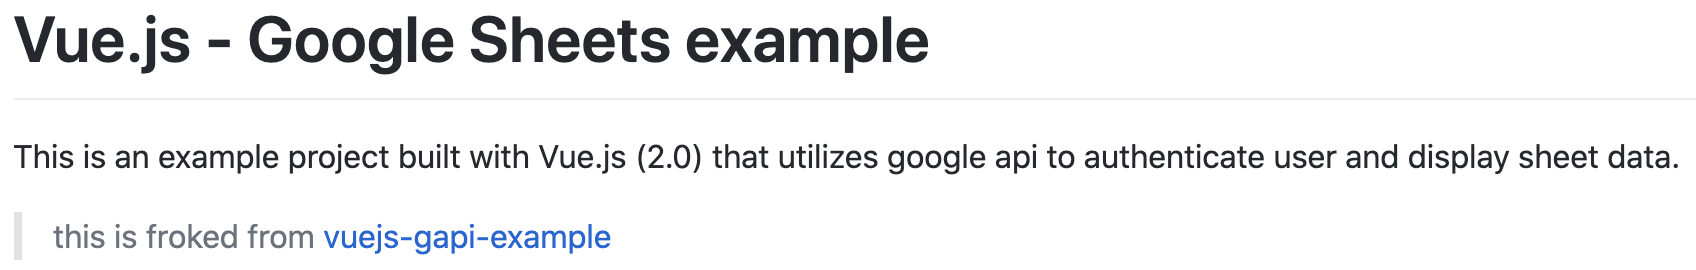 Vue.js - Google Sheets example
This is an example project built with Vue.js (2.0) that utilizes google api to authenticate user and display sheet data.
this is froked from vuejs-gapi-example